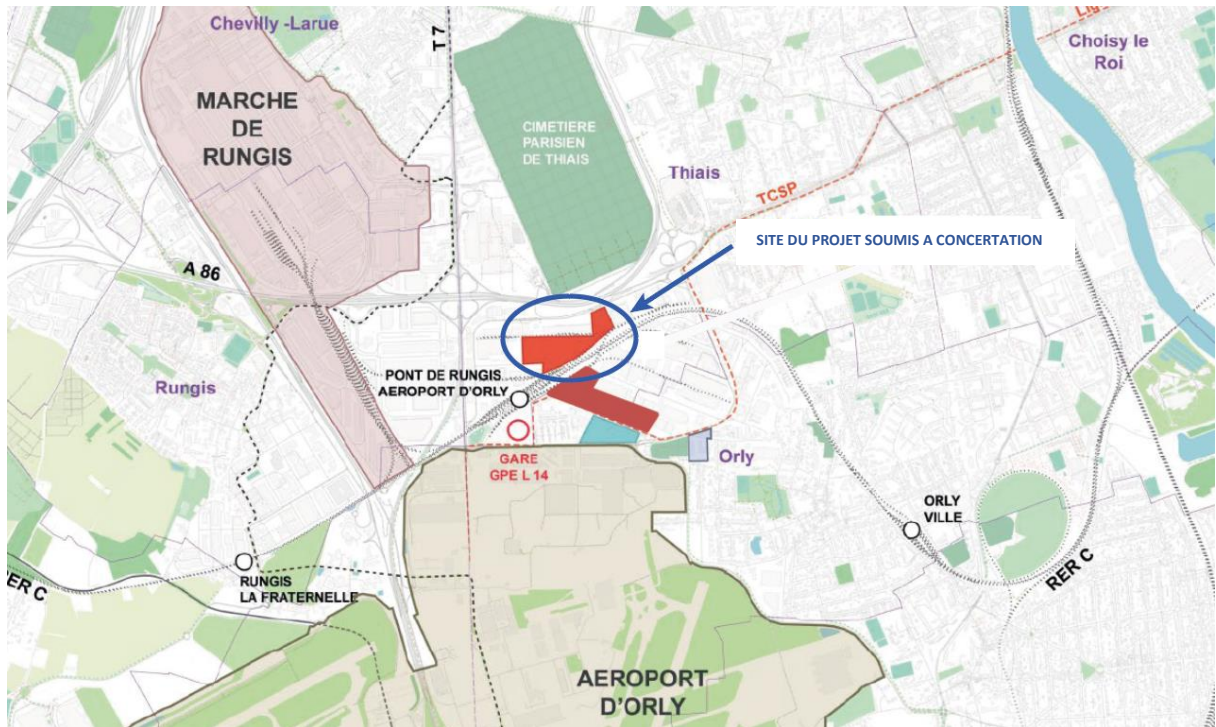 Chevilly -Larue
T 7
Lig
Choisy le
Roi
MARCHE
DE
RUNGIS
CIMETIERE
PARISIEN
DE THIAIS
Thiais
TCSP
SITE DU PROJET SOUMIS A CONCERTATION
A 86
Rungis
PONT DE RUNGIS
AEROPORT D'ORLY
GARE
GPE L 14
Orly
ORLY
VILLE
RER C
RUNGIS
LA FRATERNELLE
ER C
AEROPORT
D'ORLY